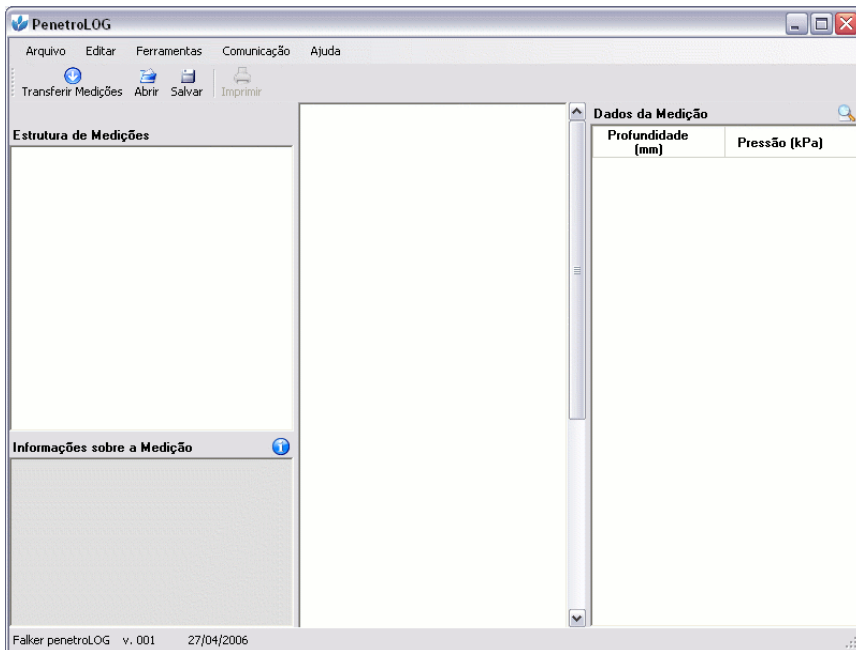 PenetroLOG
Arquivo Editar Ferramentas Comunicação Ajuda
Transferir Medições Abrir Salvar Imprimir
Estrutura de Medições
Informações sobre a Medição
Dados da Medição
Profundidade (mm) Pressão (kPa)
Falker penetroLOG v. 001 27/04/2006